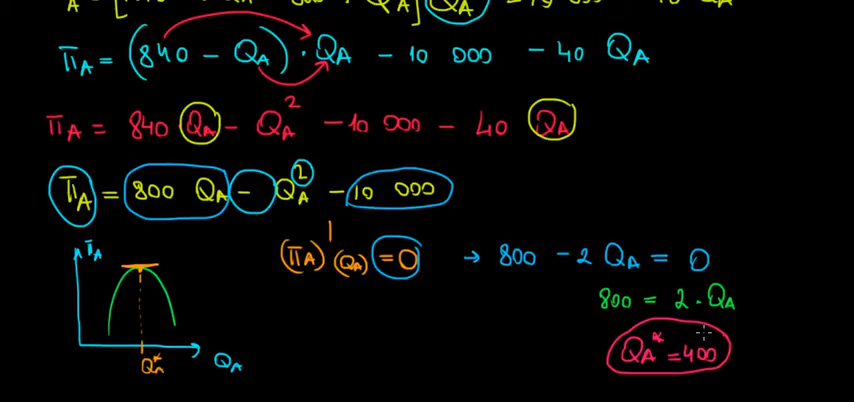 Π_A = (840 − Q_A) · Q_A − 10 000 − 40 Q_A
Π_A = 840 Q_A − Q_A² − 10 000 − 40 Q_A
Π_A = 800 Q_A − Q_A² − 10 000
(Π_A)'(Q_A) = 0 → 800 − 2 Q_A = 0
800 = 2 · Q_A
Q_A* = 400
Π_A
Q_A*
Q_A